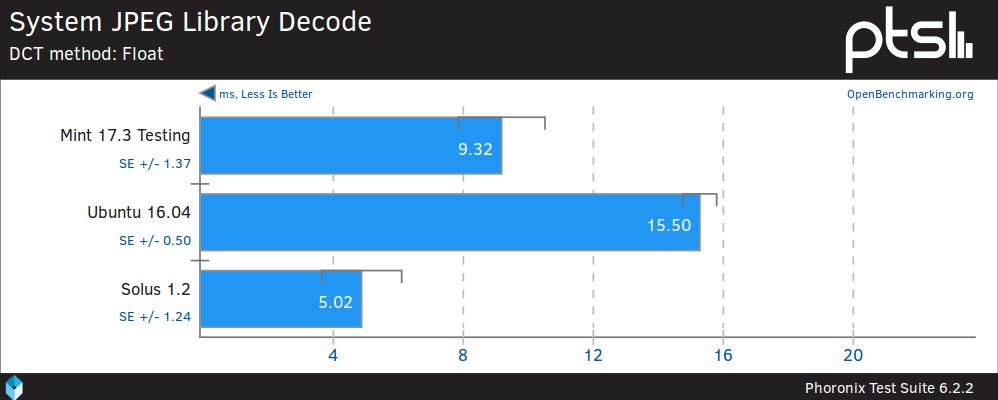 System JPEG Library Decode
DCT method: Float
ptsl
ms, Less Is Better
OpenBenchmarking.org
Mint 17.3 Testing
SE +/- 1.37
9.32
Ubuntu 16.04
SE +/- 0.50
15.50
Solus 1.2
SE +/- 1.24
5.02
4 8 12 16 20
Phoronix Test Suite 6.2.2